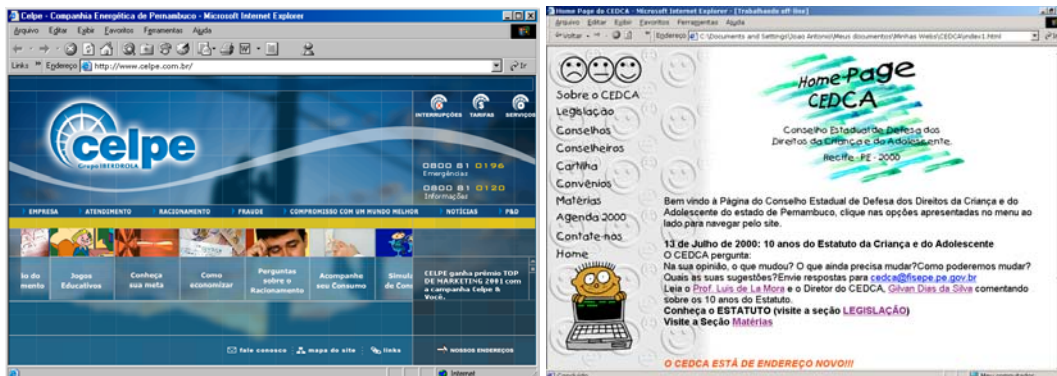 Celpe - Companhia Energética de Pernambuco - Microsoft Internet Explorer
Arquivo Editar Exibir Favoritos Ferramentas Ajuda
Links Endereço http://www.celpe.com.br/ Ir
INTERRUPÇÕES TARIFAS SERVIÇOS
celpe
Grupo IBERDROLA
0800 81 0196
Emergências
0800 81 0120
Informações
EMPRESA ATENDIMENTO RACIONAMENTO FRAUDE COMPROMISSO COM UM MUNDO MELHOR NOTÍCIAS P&D
Jogos Educativos
Conheça sua meta
Como economizar
Perguntas sobre o Racionamento
Acompanhe seu Consumo
CELPE ganha prêmio TOP
DE MARKETING 2001 com
a campanha Celpe &
Você.
fale conosco mapa do site links NOSSOS ENDEREÇOS
Internet
Home Page do CEDCA - Microsoft Internet Explorer - [Trabalhando off-line]
Arquivo Editar Exibir Favoritos Ferramentas Ajuda
Voltar Endereço C:\Documents and Settings\Joao Antonio\Meus documentos\Minhas Webs\CEDCA\index1.html Ir
Sobre o CEDCA
Legislação
Conselhos
Conselheiros
Cartilha
Convênios
Matérias
Agenda 2000
Contate-nos
Home
Home Page
CEDCA
Conselho Estadual de Defesa dos
Direitos da Criança e do Adolescente.
Recife - PE - 2000
Bem vindo à Página do Conselho Estadual de Defesa dos Direitos da Criança e do
Adolescente do estado de Pernambuco, clique nas opções apresentadas no menu ao
lado para navegar pelo site.
13 de Julho de 2000: 10 anos do Estatuto da Criança e do Adolescente
O CEDCA pergunta:
Na sua opinião, o que mudou? O que ainda precisa mudar?Como poderemos mudar?
Quais as suas sugestões?Envie respostas para cedca@fisepe.pe.gov.br
Leia o Prof. Luis de La Mora e o Diretor do CEDCA, Gilvan Dias da Silva comentando
sobre os 10 anos do Estatuto.
Conheça o ESTATUTO (visite a seção LEGISLAÇÃO)
Visite a Seção Matérias
O CEDCA ESTÁ DE ENDEREÇO NOVO!!!